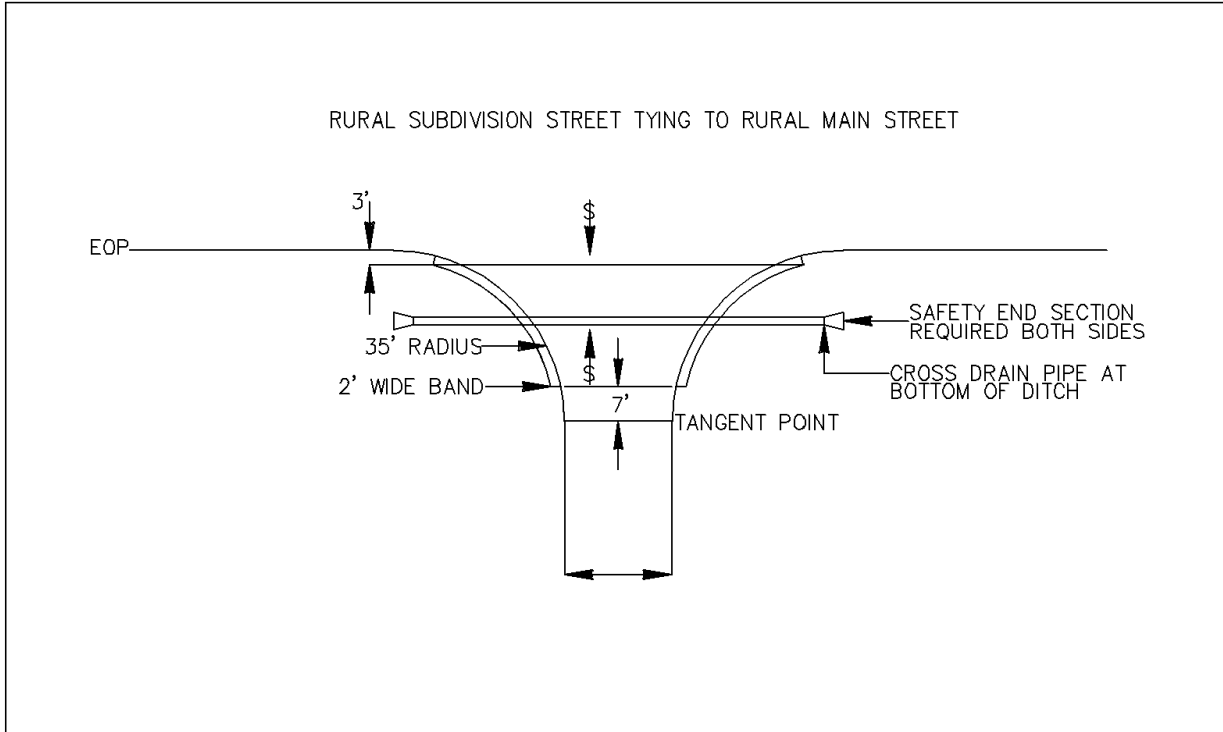 RURAL SUBDIVISION STREET TYING TO RURAL MAIN STREET
3'
$
EOP
SAFETY END SECTION
REQUIRED BOTH SIDES
35' RADIUS
$
CROSS DRAIN PIPE AT
BOTTOM OF DITCH
2' WIDE BAND
7'
TANGENT POINT